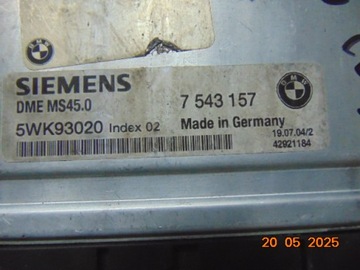 SIEMENS
DME MS45.0
7 543 157
BMW
5WK93020 Index 02
Made in Germany
19.07.04/2
42921184
20 05 2025